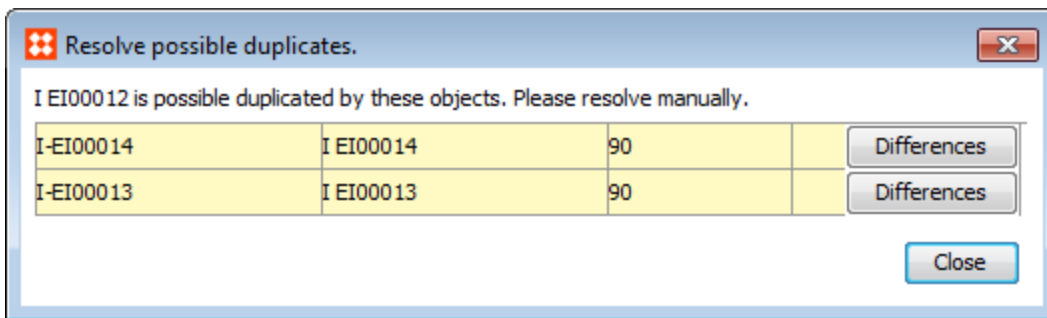 Resolve possible duplicates.
I EI00012 is possible duplicated by these objects. Please resolve manually.
I-EI00014 I EI00014 90 Differences
I-EI00013 I EI00013 90 Differences
Close